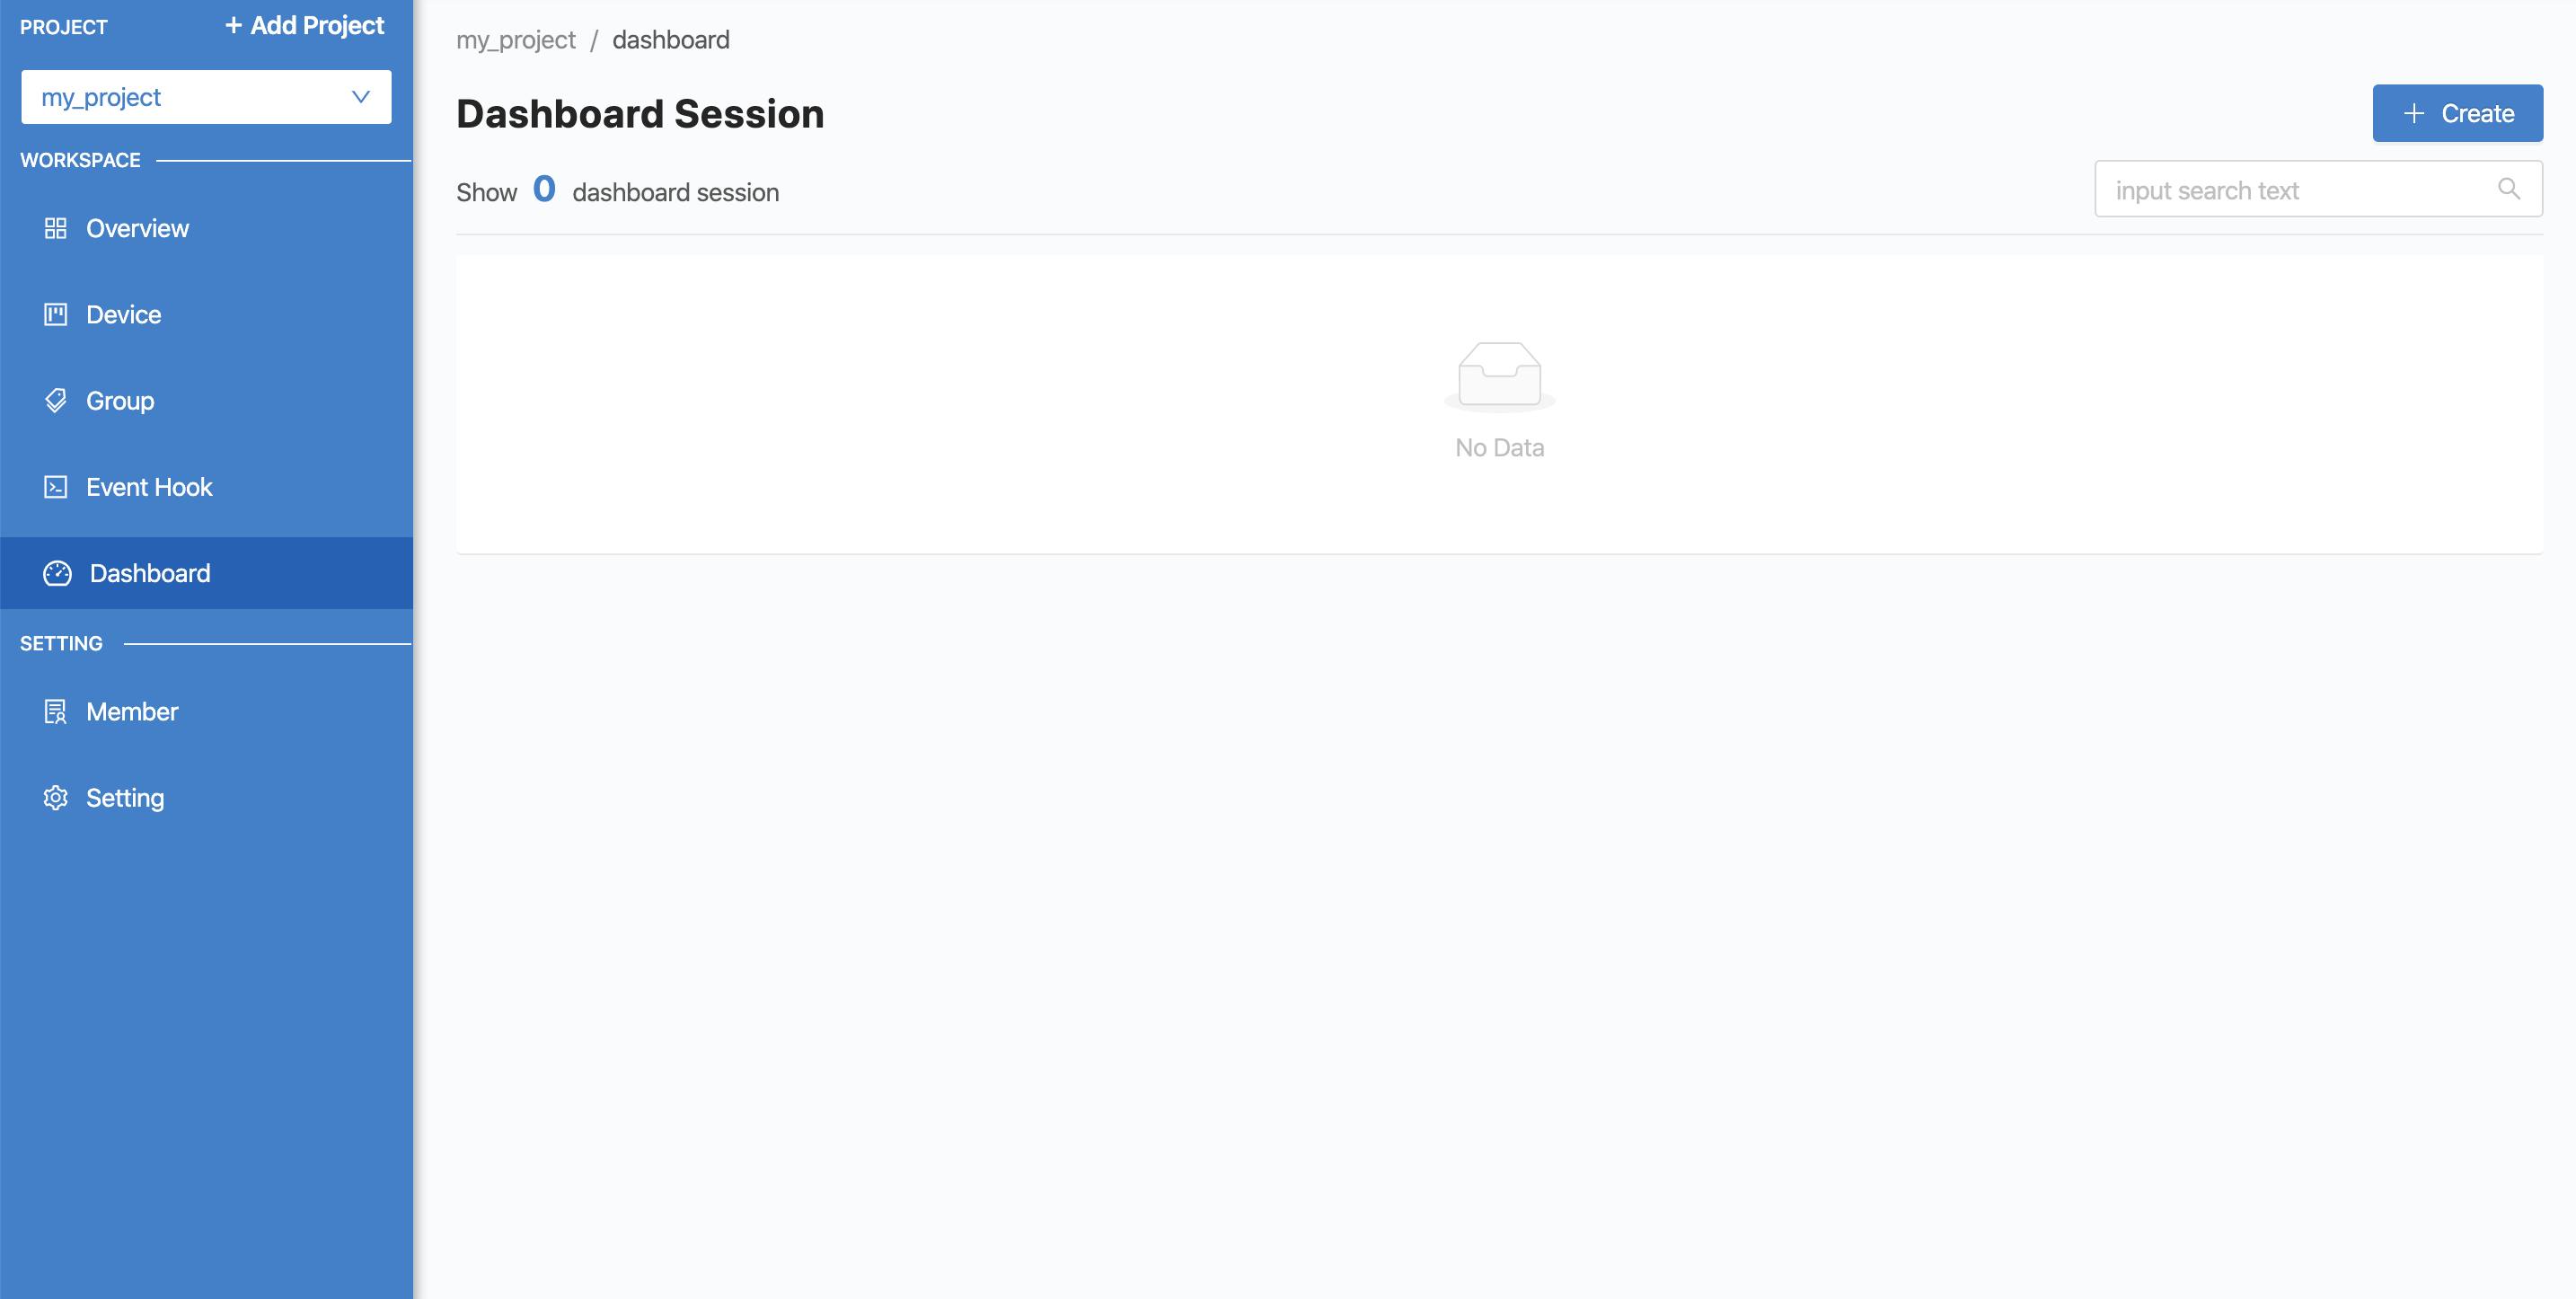 PROJECT
+ Add Project
my_project
WORKSPACE
Overview
Device
Group
Event Hook
Dashboard
SETTING
Member
Setting
my_project / dashboard
Dashboard Session
+ Create
Show 0 dashboard session
input search text
No Data